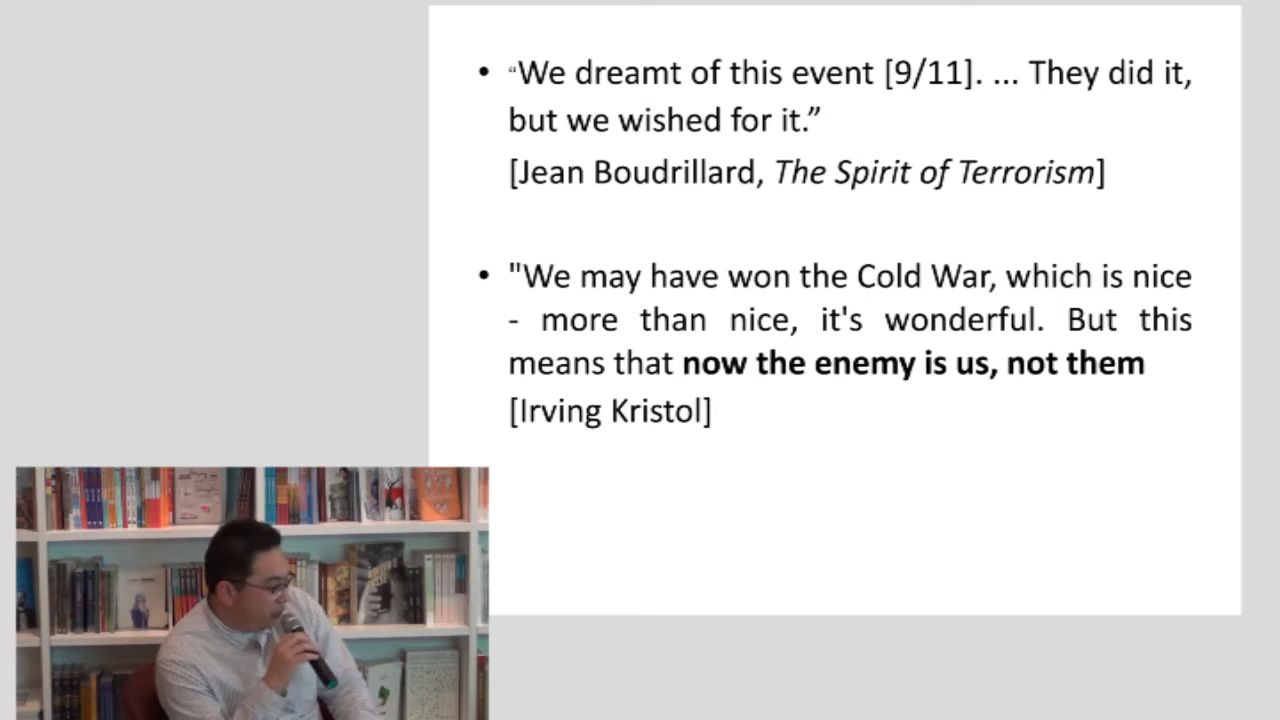 • “We dreamt of this event [9/11]. ... They did it,
but we wished for it.”
[Jean Boudrillard, The Spirit of Terrorism]
• "We may have won the Cold War, which is nice
- more than nice, it's wonderful. But this
means that now the enemy is us, not them
[Irving Kristol]